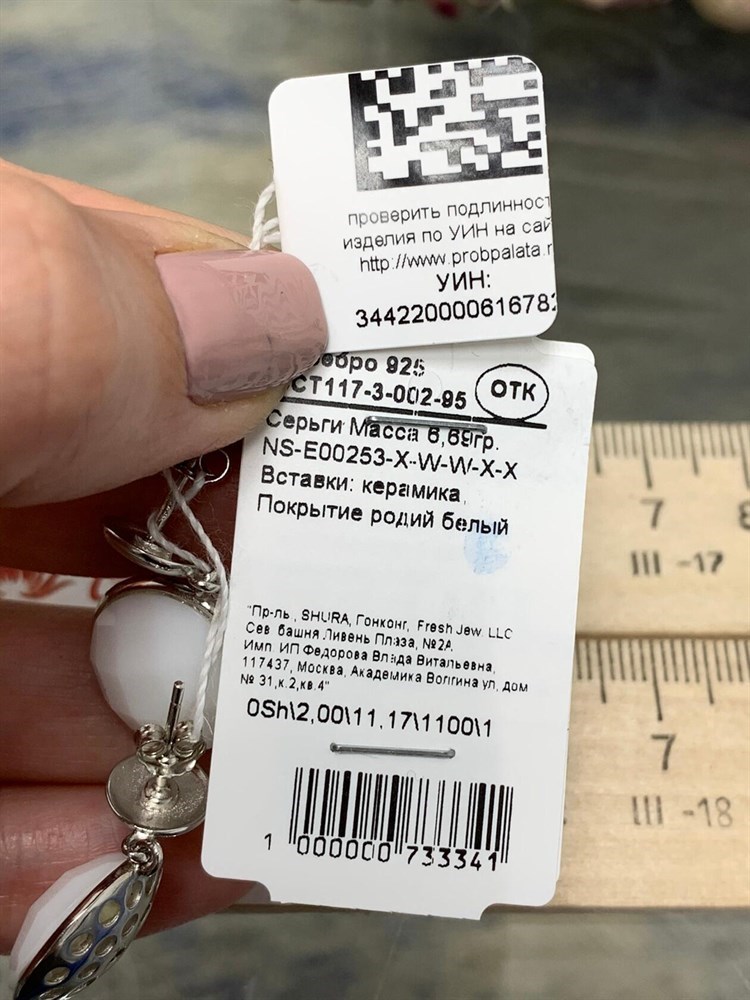 проверить подлинност
изделия по УИН на сай
http://www.probpalata.r
УИН:
344220000616782
ебро 925
СТ117-3-002-95 ОТК
Серьги Масса 6,69гр.
NS-E00253-X-W-W-X-X
Вставки: керамика,
Покрытие родий белый
"Пр-ль, SHURA, Гонконг, Fresh Jew. LLC
Сев. башня Ливень Плаза, №2А,
Имп. ИП Федорова Влада Витальевна,
117437, Москва, Академика Волгина ул, дом
№ 31,к.2,кв.4"
0Sh\2,00\11,17\1100\1
1 000000 733341
7 8
III -17
7
III -18